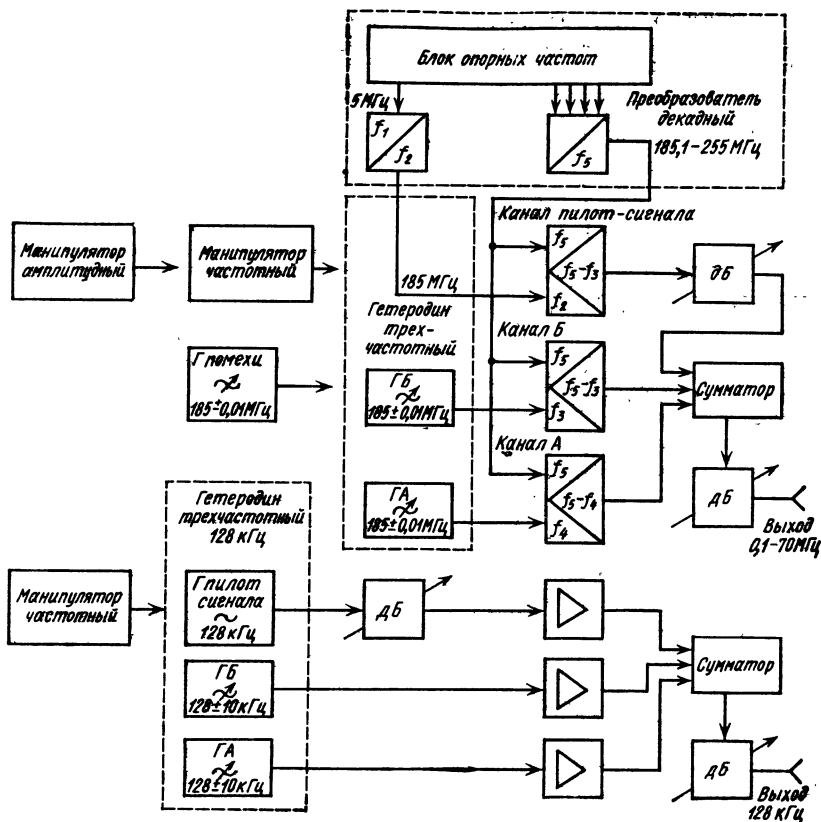 Блок опорных частот
5 МГц
f1
f2
f5
Преобразователь
декадный
185,1-255 МГц
Манипулятор
амплитудный
Манипулятор
частотный
185 МГц
Гетеродин
трех-
частотный
Канал пилот-сигнала
f5
f5-f3
f2
дБ
Г помехи
185±0,01МГц
ГБ
185±0,01МГц
Канал Б
f5
f5-f3
f3
Сумматор
ГА
185±0,01МГц
Канал А
f5
f5-f4
f4
дБ
Выход
0,1-70МГц
Гетеродин
трехчастотный
128 кГц
Манипулятор
частотный
Г пилот
сигнала
~
128 кГц
дБ
ГБ
128±10кГц
ГА
128±10кГц
Сумматор
дБ
Выход
128 кГц